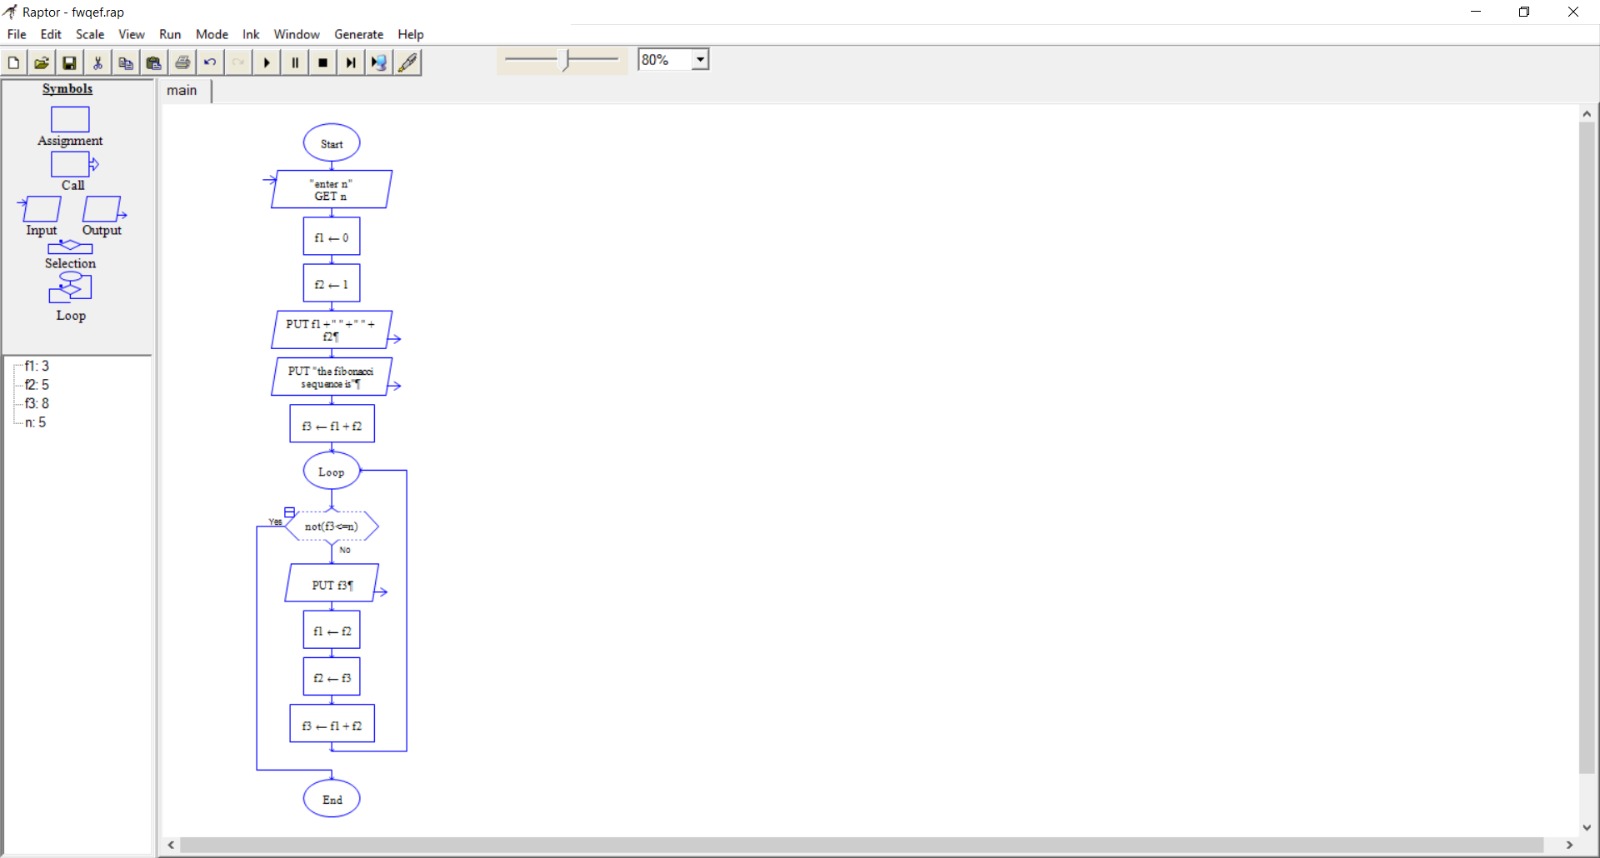 Raptor - fwqef.rap
File Edit Scale View Run Mode Ink Window Generate Help
80%
Symbols
Assignment
Call
Input Output
Selection
Loop
f1: 3
f2: 5
f3: 8
n: 5
main
Start
"enter n"
GET n
f1 ← 0
f2 ← 1
PUT f1 +" "+" "+
f2¶
PUT "the fibonacci
sequence is"¶
f3 ← f1 + f2
Loop
Yes
not(f3<=n)
No
PUT f3¶
f1 ← f2
f2 ← f3
f3 ← f1 + f2
End